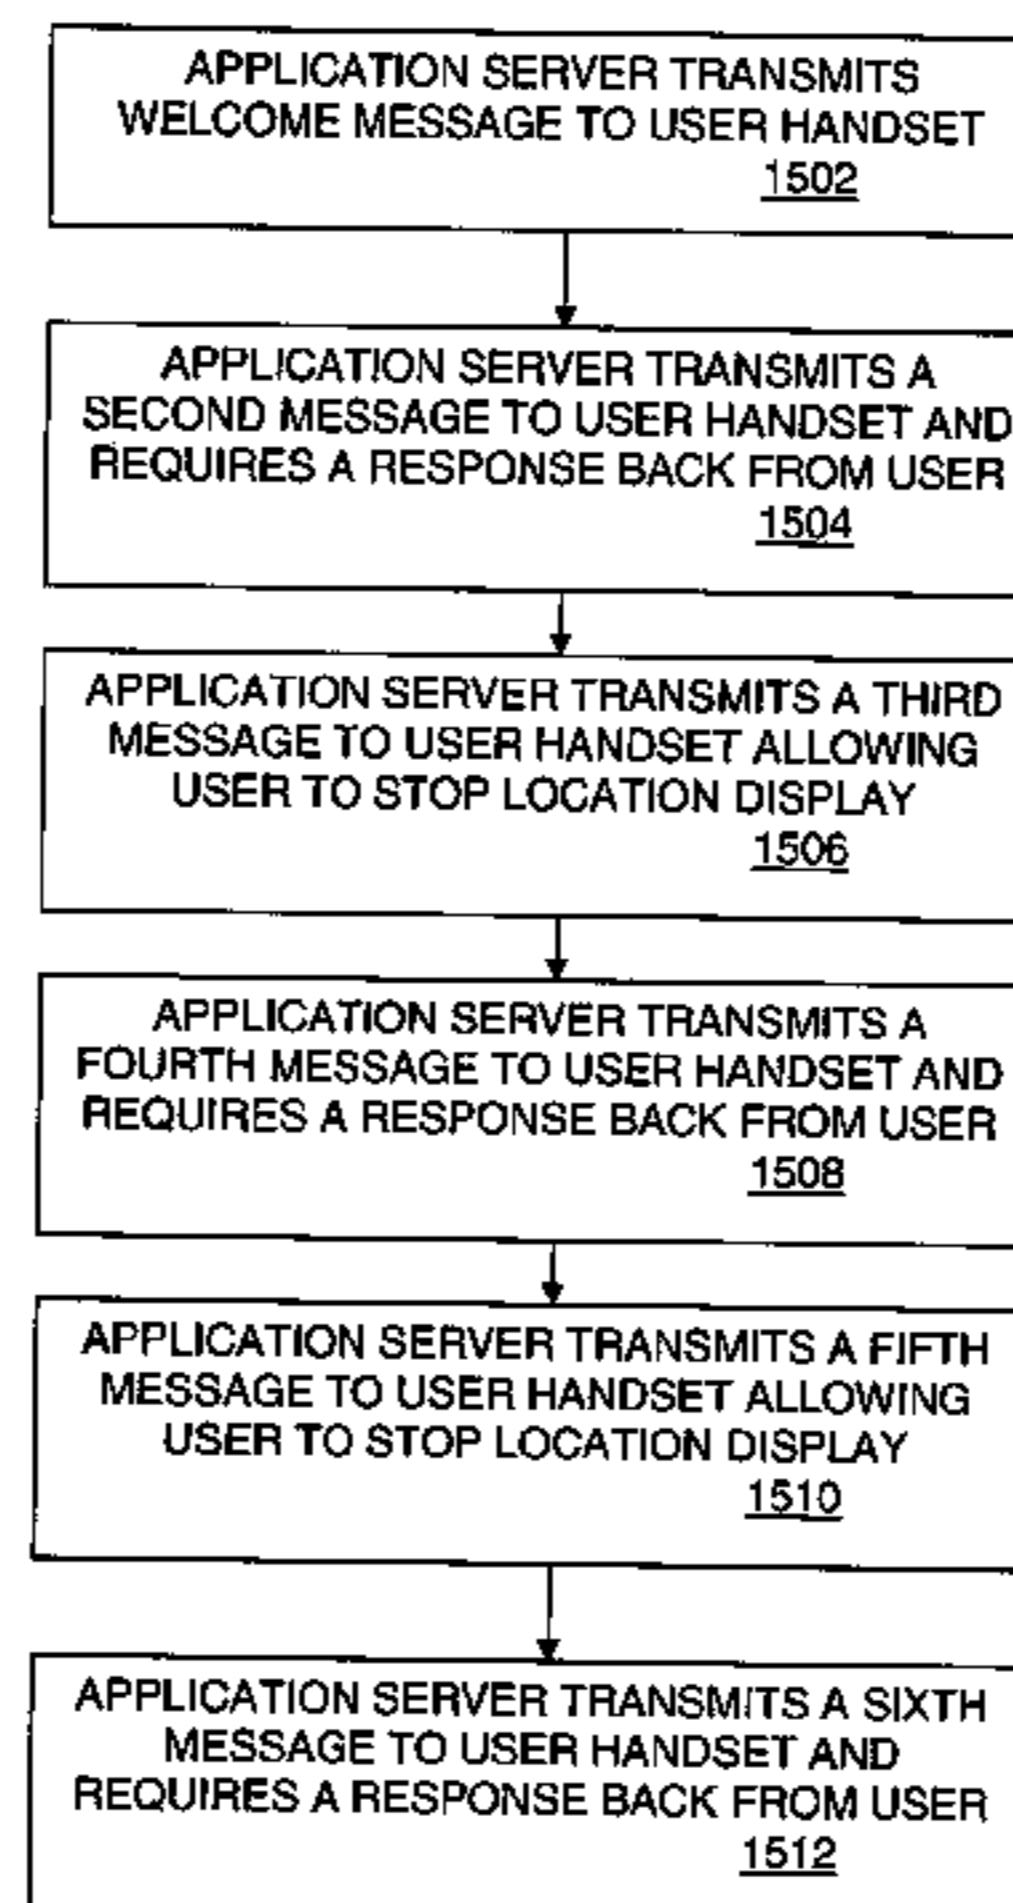 APPLICATION SERVER TRANSMITS
WELCOME MESSAGE TO USER HANDSET
1502
APPLICATION SERVER TRANSMITS A
SECOND MESSAGE TO USER HANDSET AND
REQUIRES A RESPONSE BACK FROM USER
1504
APPLICATION SERVER TRANSMITS A THIRD
MESSAGE TO USER HANDSET ALLOWING
USER TO STOP LOCATION DISPLAY
1506
APPLICATION SERVER TRANSMITS A
FOURTH MESSAGE TO USER HANDSET AND
REQUIRES A RESPONSE BACK FROM USER
1508
APPLICATION SERVER TRANSMITS A FIFTH
MESSAGE TO USER HANDSET ALLOWING
USER TO STOP LOCATION DISPLAY
1510
APPLICATION SERVER TRANSMITS A SIXTH
MESSAGE TO USER HANDSET AND
REQUIRES A RESPONSE BACK FROM USER
1512